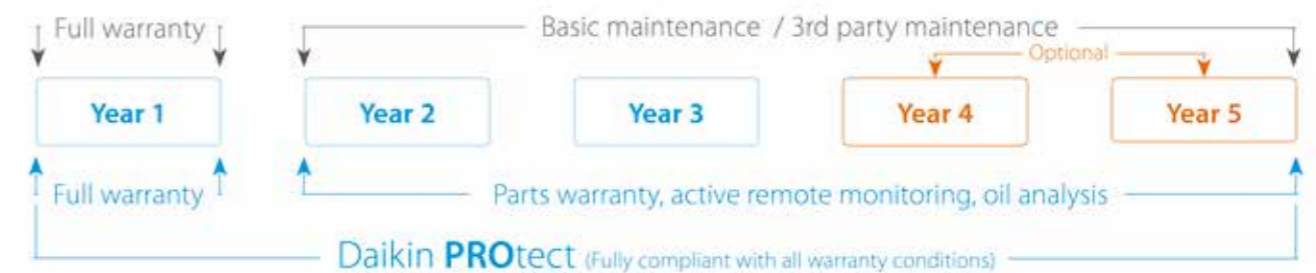 Full warranty
Basic maintenance / 3rd party maintenance
Optional
Year 1
Year 2
Year 3
Year 4
Year 5
Full warranty
Parts warranty, active remote monitoring, oil analysis
Daikin PROtect (Fully compliant with all warranty conditions)